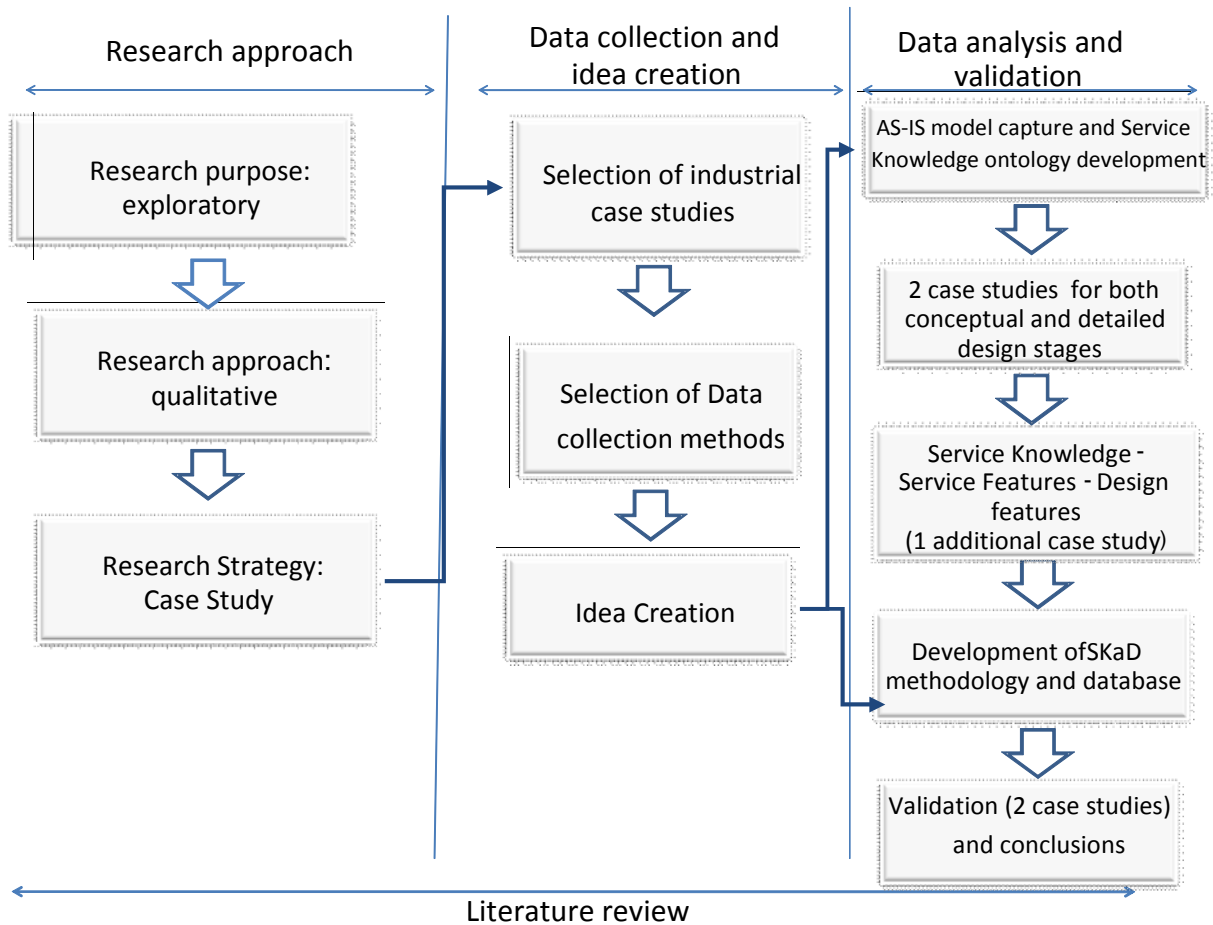 Research approach
Research purpose:
exploratory
Research approach:
qualitative
Research Strategy:
Case Study
Data collection and
idea creation
Selection of industrial
case studies
Selection of Data
collection methods
Idea Creation
Data analysis and
validation
AS-IS model capture and Service
Knowledge ontology development
2 case studies for both
conceptual and detailed
design stages
Service Knowledge -
Service Features - Design
features
(1 additional case study)
Development ofSKaD
methodology and database
Validation (2 case studies)
and conclusions
Literature review